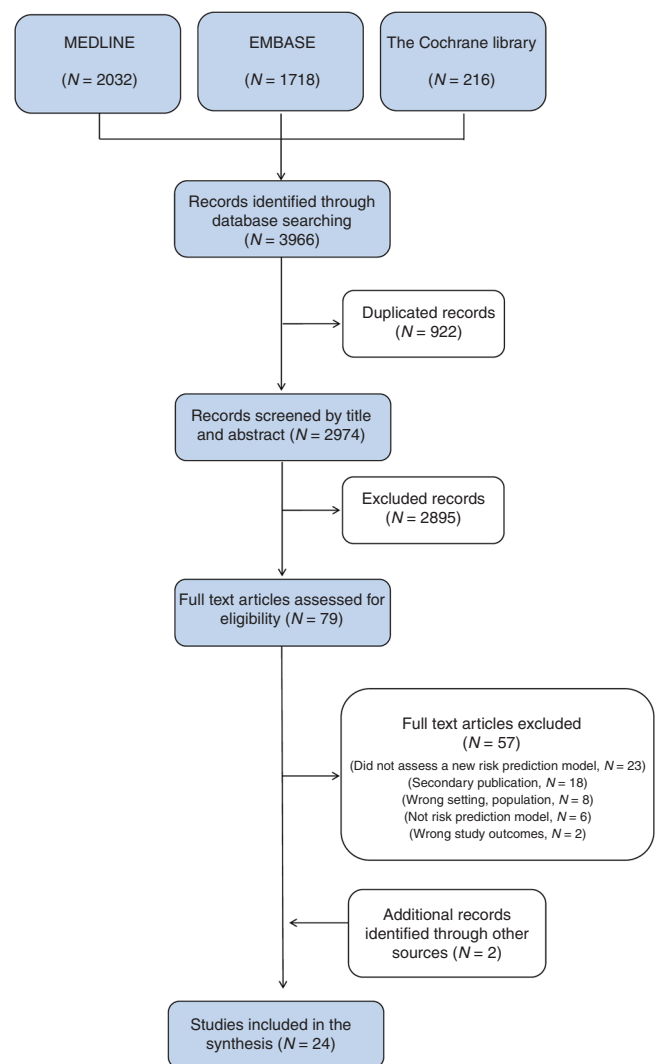 MEDLINE
(N = 2032)
EMBASE
(N = 1718)
The Cochrane library
(N = 216)
Records identified through
database searching
(N = 3966)
Duplicated records
(N = 922)
Records screened by title
and abstract (N = 2974)
Excluded records
(N = 2895)
Full text articles assessed for
eligibility (N = 79)
Full text articles excluded
(N = 57)
(Did not assess a new risk prediction model, N = 23)
(Secondary publication, N = 18)
(Wrong setting, population, N = 8)
(Not risk prediction model, N = 6)
(Wrong study outcomes, N = 2)
Additional records
identified through other
sources (N = 2)
Studies included in the
synthesis (N = 24)